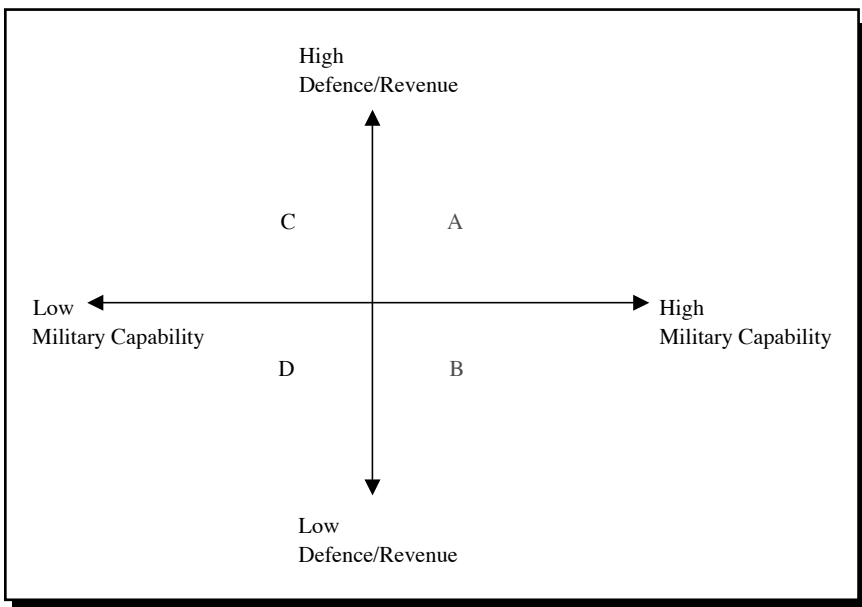 High
Defence/Revenue
C
A
Low
Military Capability
High
Military Capability
D
B
Low
Defence/Revenue